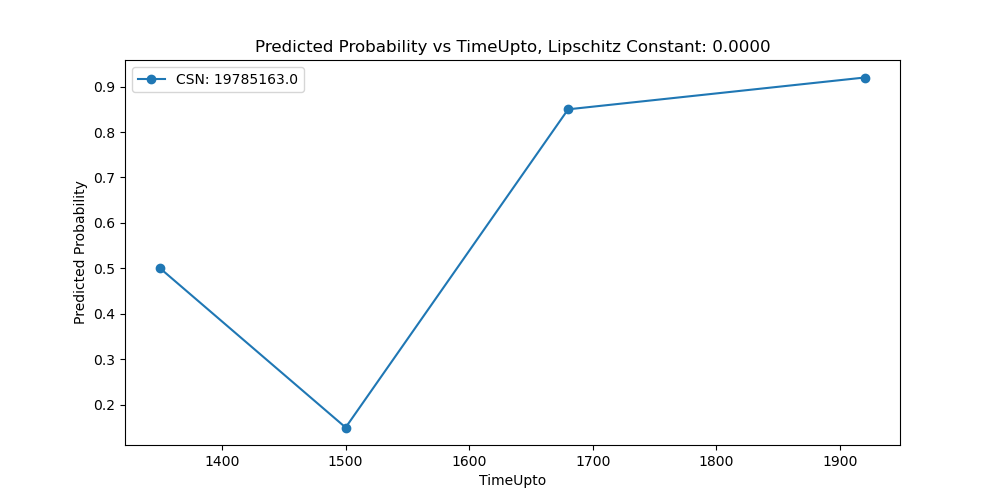 Predicted Probability vs TimeUpto, Lipschitz Constant: 0.0000
CSN: 19785163.0
0.9
0.8
0.7
0.6
0.5
0.4
0.3
0.2
Predicted Probability
1400 1500 1600 1700 1800 1900
TimeUpto